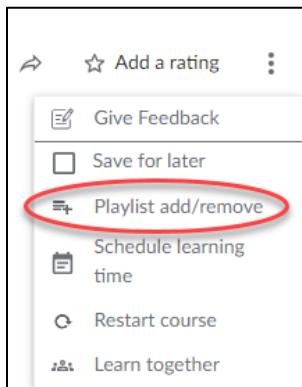 Add a rating
Give Feedback
Save for later
Playlist add/remove
Schedule learning
time
Restart course
Learn together